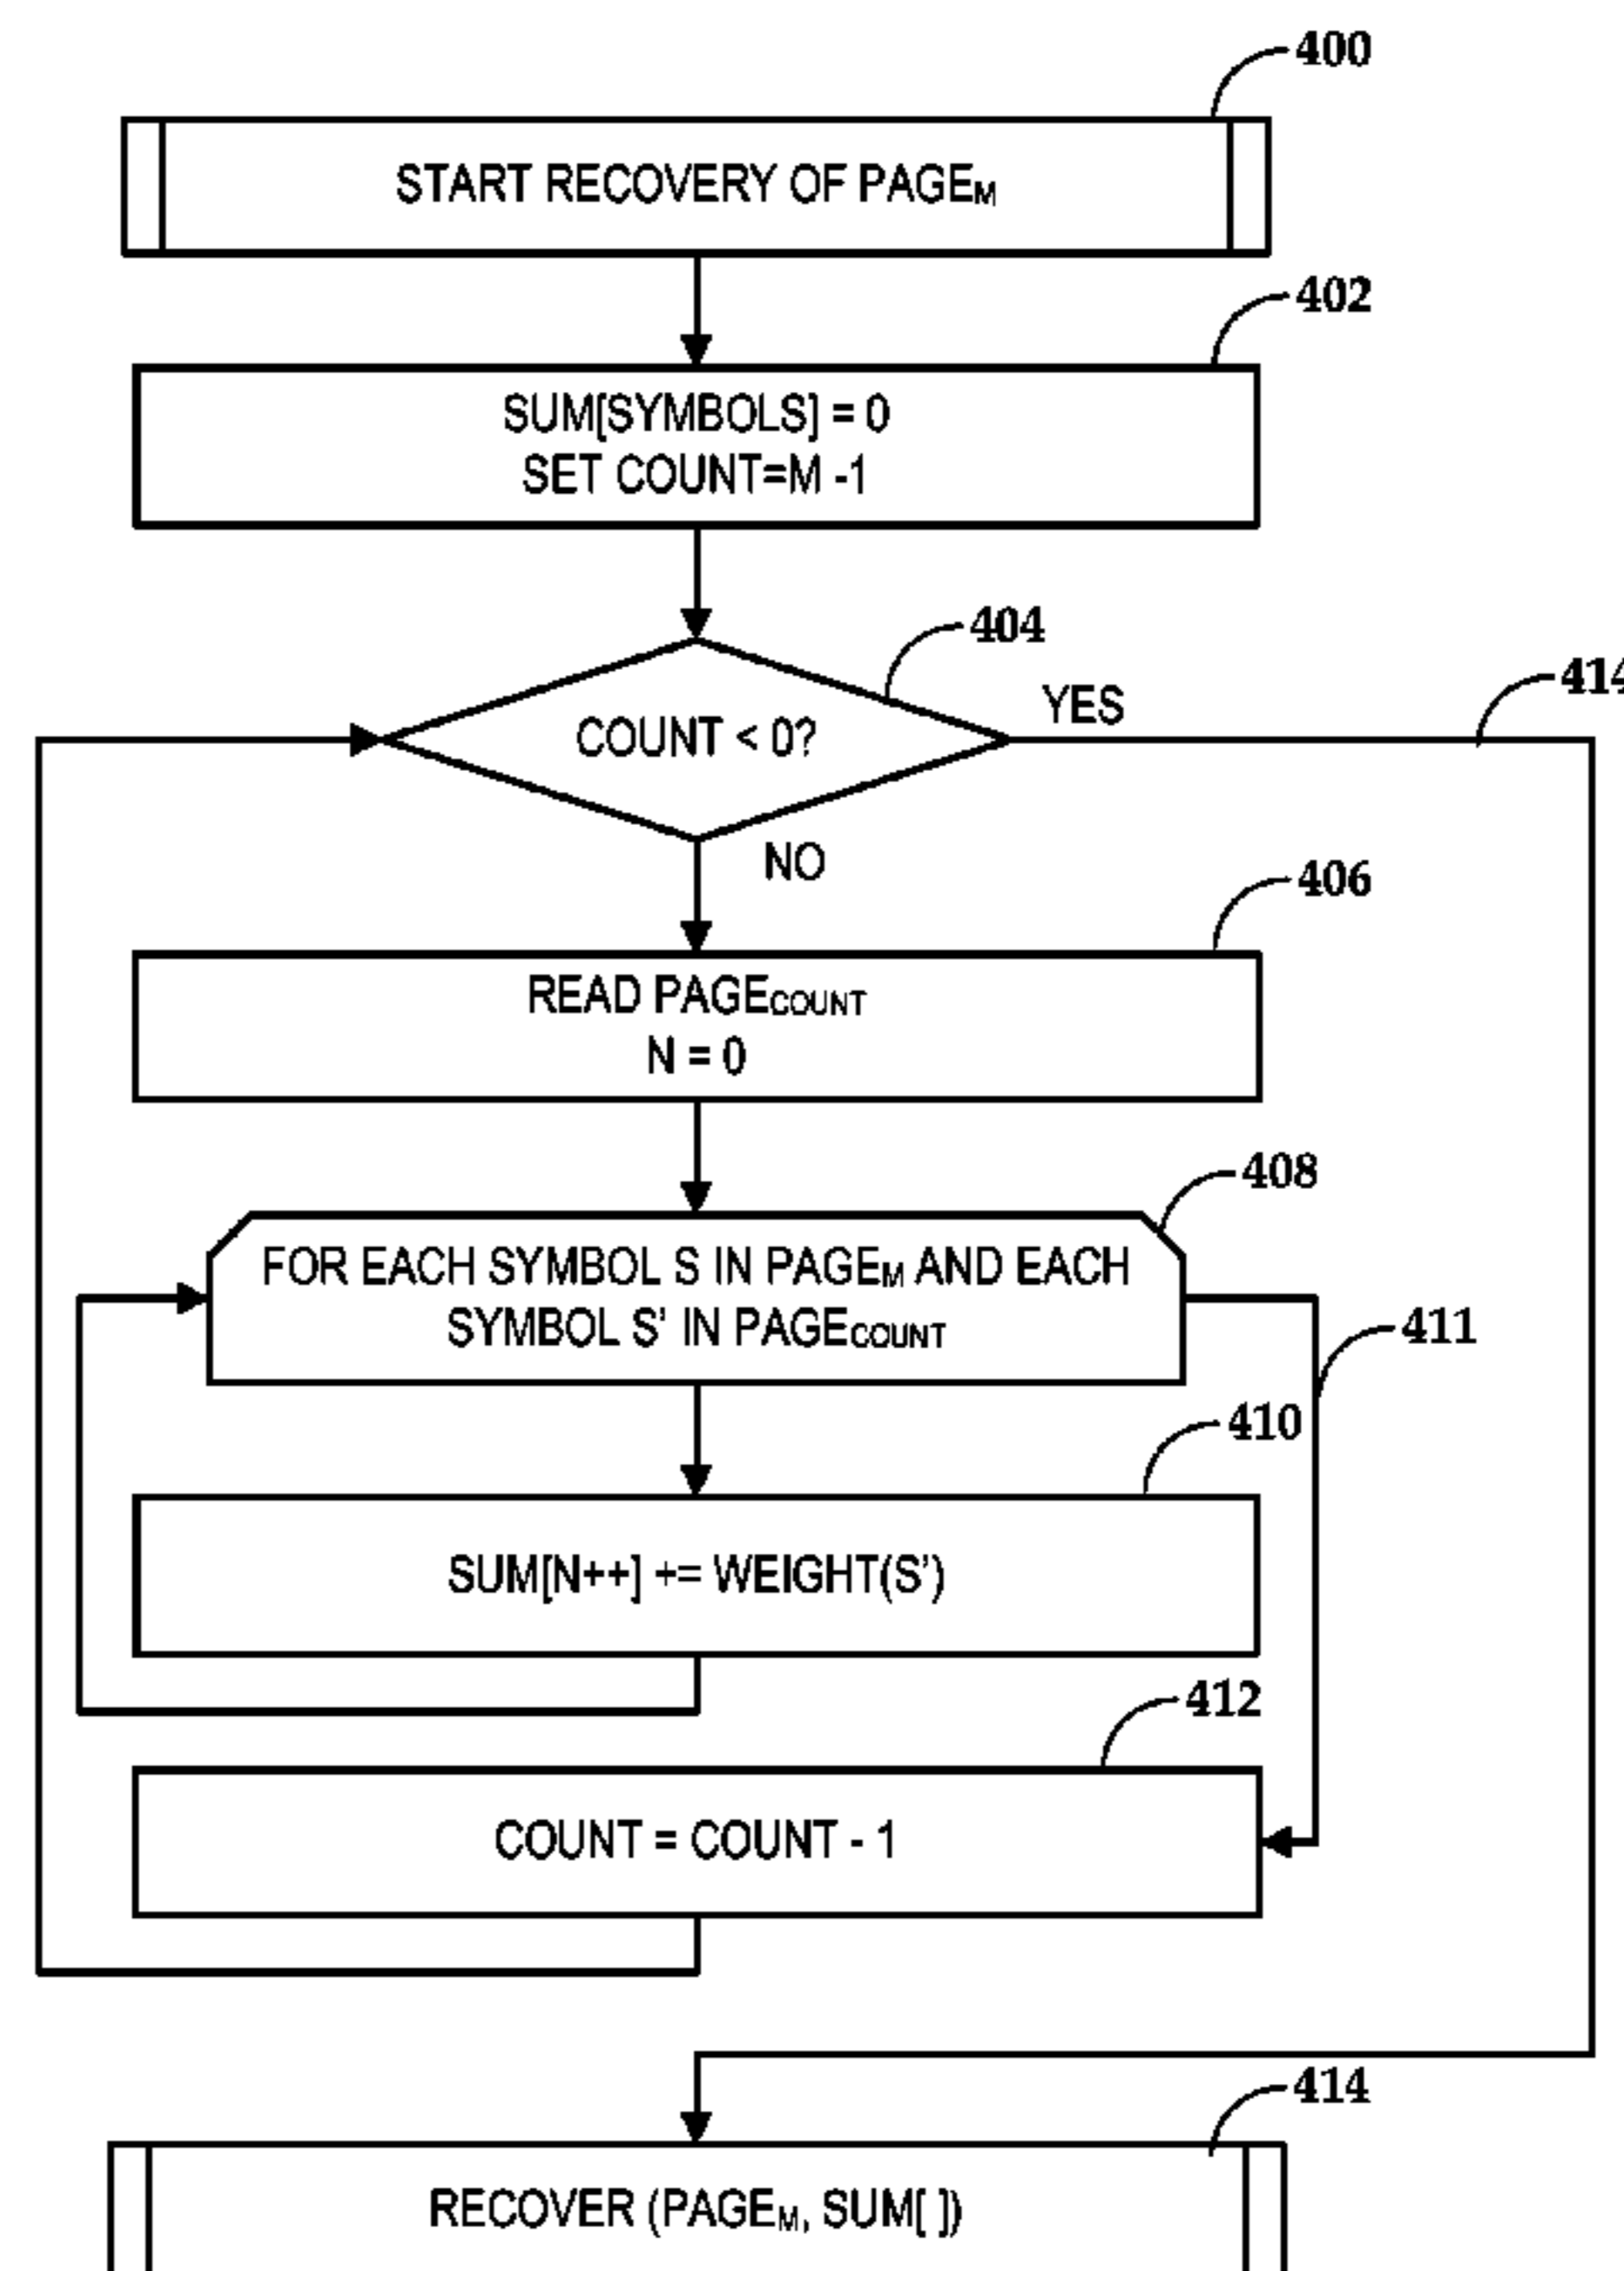 400
START RECOVERY OF PAGEM
402
SUM[SYMBOLS] = 0
SET COUNT=M -1
404
414
YES
COUNT < 0?
NO
406
READ PAGECOUNT
N = 0
408
FOR EACH SYMBOL S IN PAGEM AND EACH
SYMBOL S' IN PAGECOUNT
411
410
SUM[N++] += WEIGHT(S')
412
COUNT = COUNT - 1
414
RECOVER (PAGEM, SUM[ ])